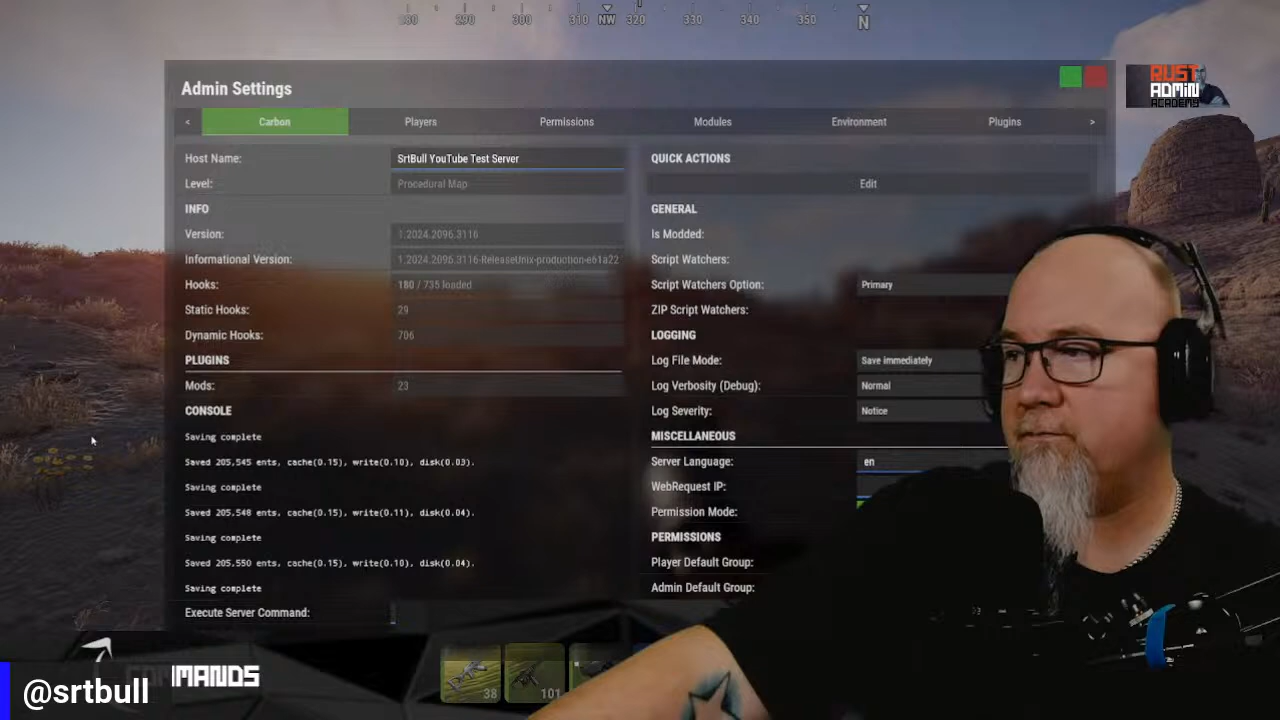 280 290 300 310 NW 320 330 340 350 N
Admin Settings
RUST
ADMIN
ACADEMY
< Carbon Players Permissions Modules Environment Plugins >
Host Name: SrtBull YouTube Test Server
Level: Procedural Map
INFO
Version: 1.2024.2096.3116
Informational Version: 1.2024.2096.3116-ReleaseUnix-production-e61a22
Hooks: 180 / 735 loaded
Static Hooks: 29
Dynamic Hooks: 706
PLUGINS
Mods: 23
CONSOLE
Saving complete
Saved 205,545 ents, cache(0.15), write(0.10), disk(0.03).
Saving complete
Saved 205,548 ents, cache(0.15), write(0.11), disk(0.04).
Saving complete
Saved 205,550 ents, cache(0.15), write(0.10), disk(0.04).
Saving complete
Execute Server Command:
QUICK ACTIONS
Edit
GENERAL
Is Modded:
Script Watchers:
Script Watchers Option: Primary
ZIP Script Watchers:
LOGGING
Log File Mode: Save immediately
Log Verbosity (Debug): Normal
Log Severity: Notice
MISCELLANEOUS
Server Language: en
WebRequest IP:
Permission Mode:
PERMISSIONS
Player Default Group:
Admin Default Group:
38 101
@srtbull